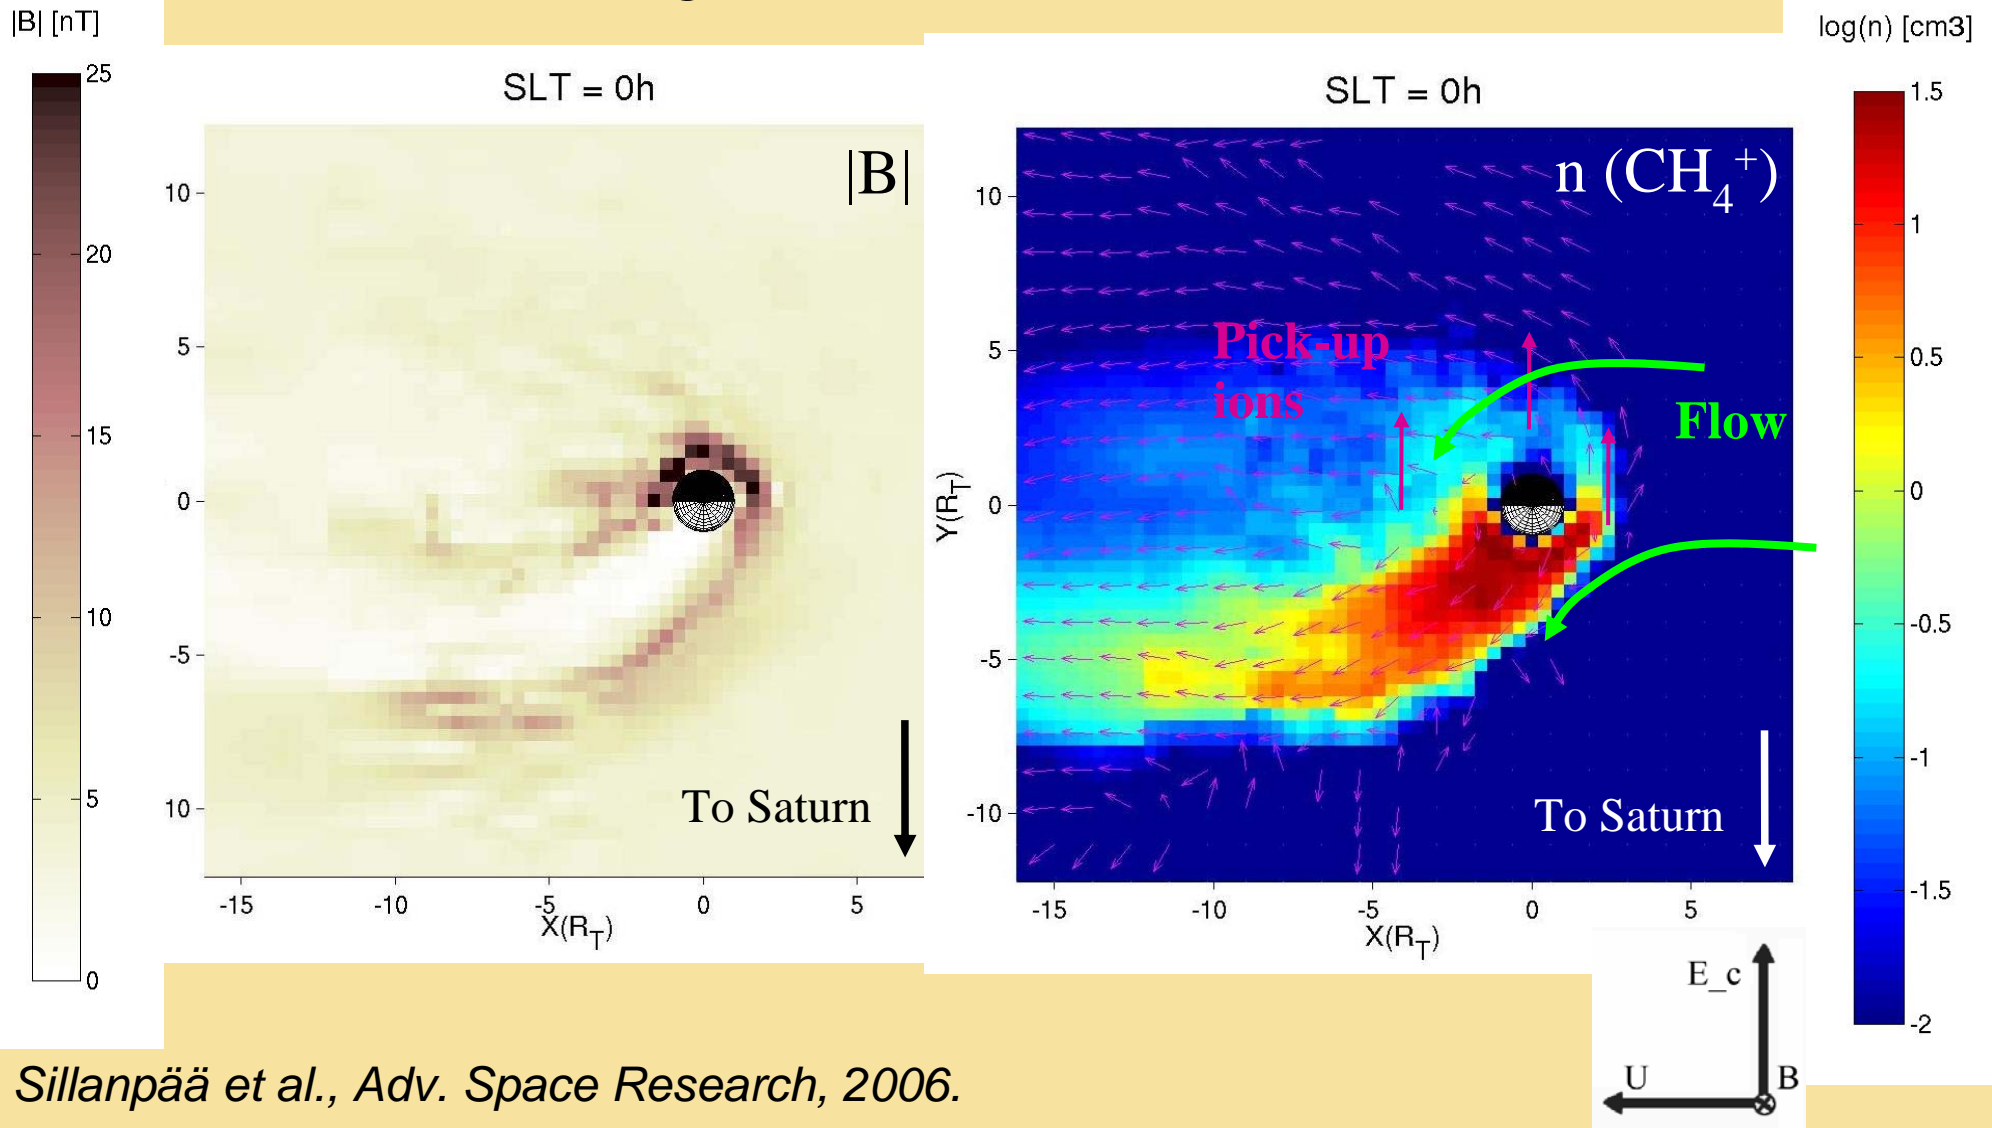 |B| [nT]
25
20
15
10
5
0
SLT = 0h
|B|
10
5
0
-5
10
-15
-10
-5
0
5
X(R_T)
To Saturn
SLT = 0h
n (CH₄⁺)
10
5
0
-5
-10
Y(R_T)
-15
-10
-5
0
5
X(R_T)
Pick-up
ions
Flow
To Saturn
log(n) [cm3]
1.5
1
0.5
0
-0.5
-1
-1.5
-2
E_c
U
B
Sillanpää et al., Adv. Space Research, 2006.